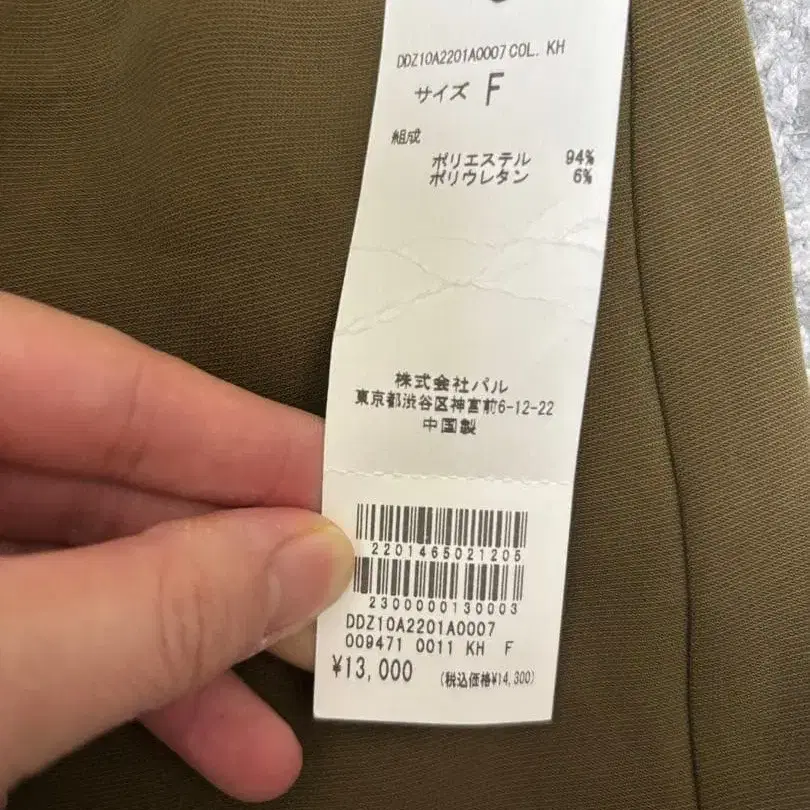 DDZ10A2201A0007 COL. KH
サイズ F
組成
ポリエステル 94%
ポリウレタン 6%
株式会社パル
東京都渋谷区神宮前6-12-22
中国製
2201465021205
2300000130003
DDZ10A2201A0007
009471 0011 KH F
¥13,000 (税込価格¥14,300)